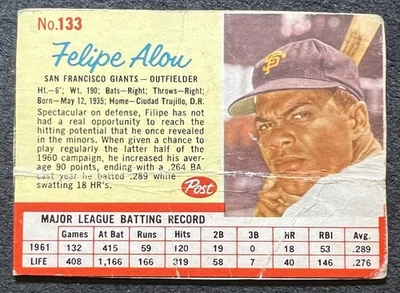 No.133
Felipe Alou
SAN FRANCISCO GIANTS—OUTFIELDER
Ht.—6'; Wt. 190; Bats—Right; Throws—Right;
Born—May 12, 1935; Home—Ciudad Trujillo, D.R.
Spectacular on defense, Filipe has not
had a real opportunity to reach the
hitting potential that he once revealed
in the minors. When given a chance to
play regularly the latter half of the
1960 campaign, he increased his aver-
age 90 points, ending with a .264 BA.
Last year he batted .289 while
swatting 18 HR's.
Post
SF
MAJOR LEAGUE BATTING RECORD
Games At Bat Runs Hits 2B 3B HR RBI Avg.
1961 132 415 59 120 19 0 18 53 .289
LIFE 408 1,166 166 319 58 7 40 146 .276